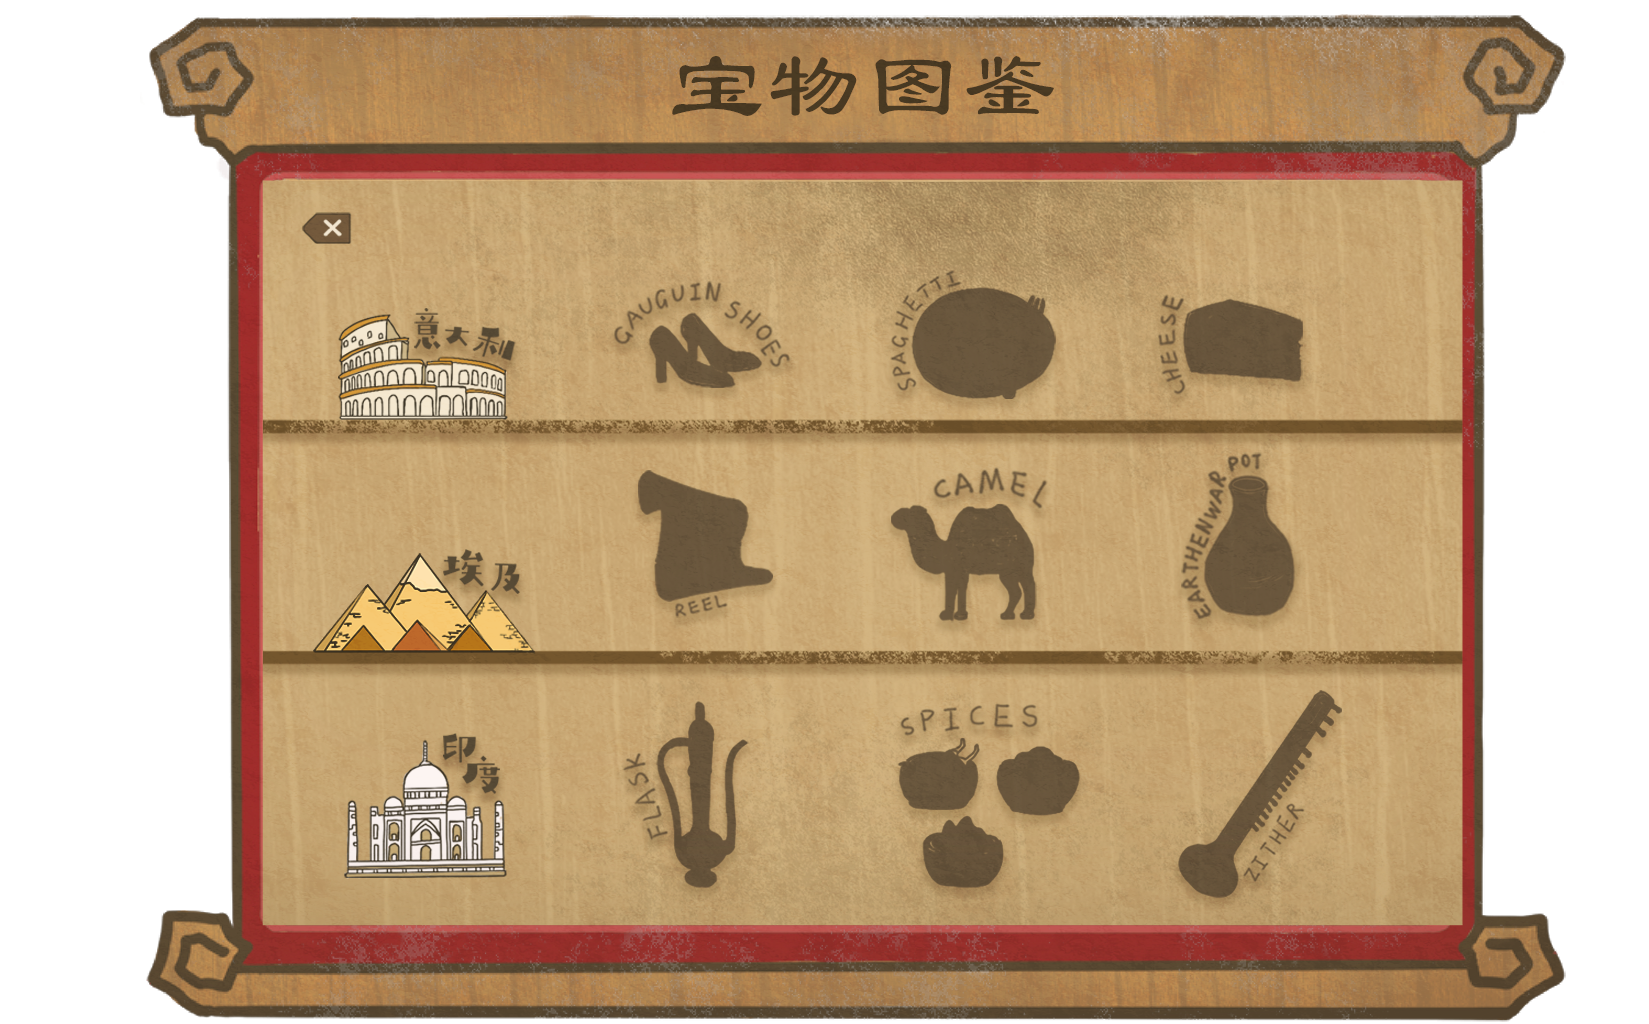 宝物图鉴
意大利
GAUGUIN SHOES
SPAGHETTI
CHEESE
埃及
REEL
CAMEL
EARTHENWAR POT
印度
FLASK
SPICES
ZITHER